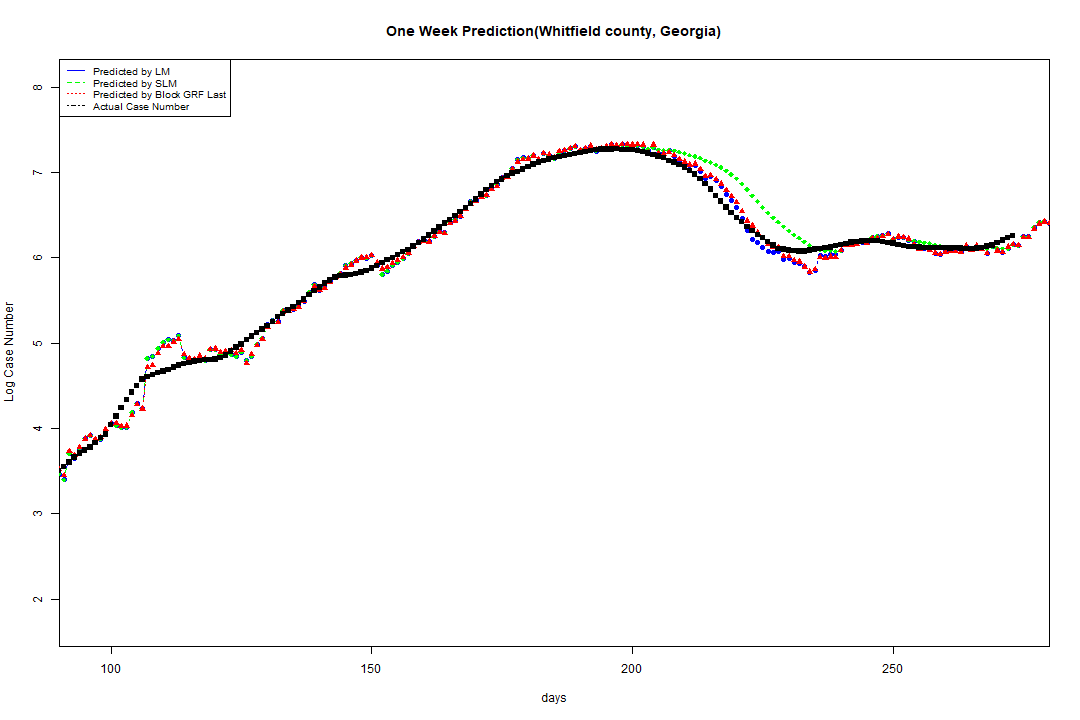 One Week Prediction(Whitfield county, Georgia)
Predicted by LM
Predicted by SLM
Predicted by Block GRF Last
Actual Case Number
8
7
6
5
4
3
2
Log Case Number
100 150 200 250
days